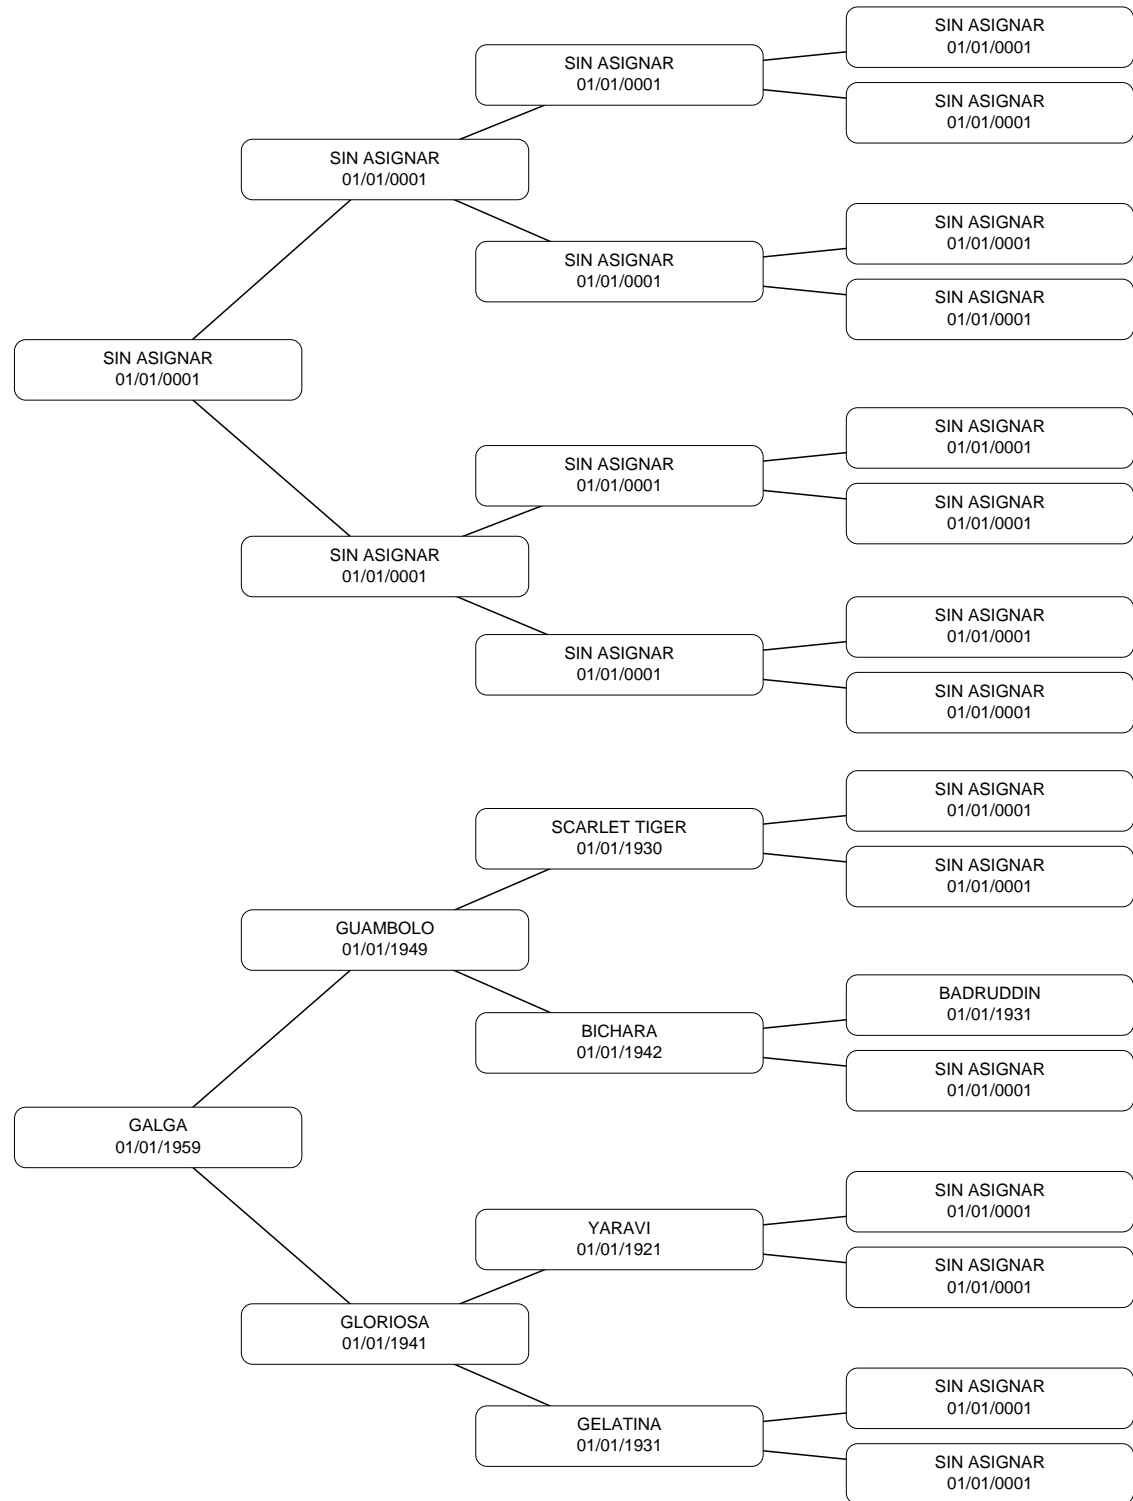 SIN ASIGNAR
01/01/0001
SIN ASIGNAR
01/01/0001
SIN ASIGNAR
01/01/0001
SIN ASIGNAR
01/01/0001
SIN ASIGNAR
01/01/0001
SIN ASIGNAR
01/01/0001
SIN ASIGNAR
01/01/0001
SIN ASIGNAR
01/01/0001
SIN ASIGNAR
01/01/0001
SIN ASIGNAR
01/01/0001
SIN ASIGNAR
01/01/0001
SIN ASIGNAR
01/01/0001
SIN ASIGNAR
01/01/0001
SIN ASIGNAR
01/01/0001
SIN ASIGNAR
01/01/0001
SIN ASIGNAR
01/01/0001
SCARLET TIGER
01/01/1930
SIN ASIGNAR
01/01/0001
GUAMBOLO
01/01/1949
BADRUDDIN
01/01/1931
BICHARA
01/01/1942
SIN ASIGNAR
01/01/0001
GALGA
01/01/1959
SIN ASIGNAR
01/01/0001
YARAVI
01/01/1921
SIN ASIGNAR
01/01/0001
GLORIOSA
01/01/1941
SIN ASIGNAR
01/01/0001
GELATINA
01/01/1931
SIN ASIGNAR
01/01/0001